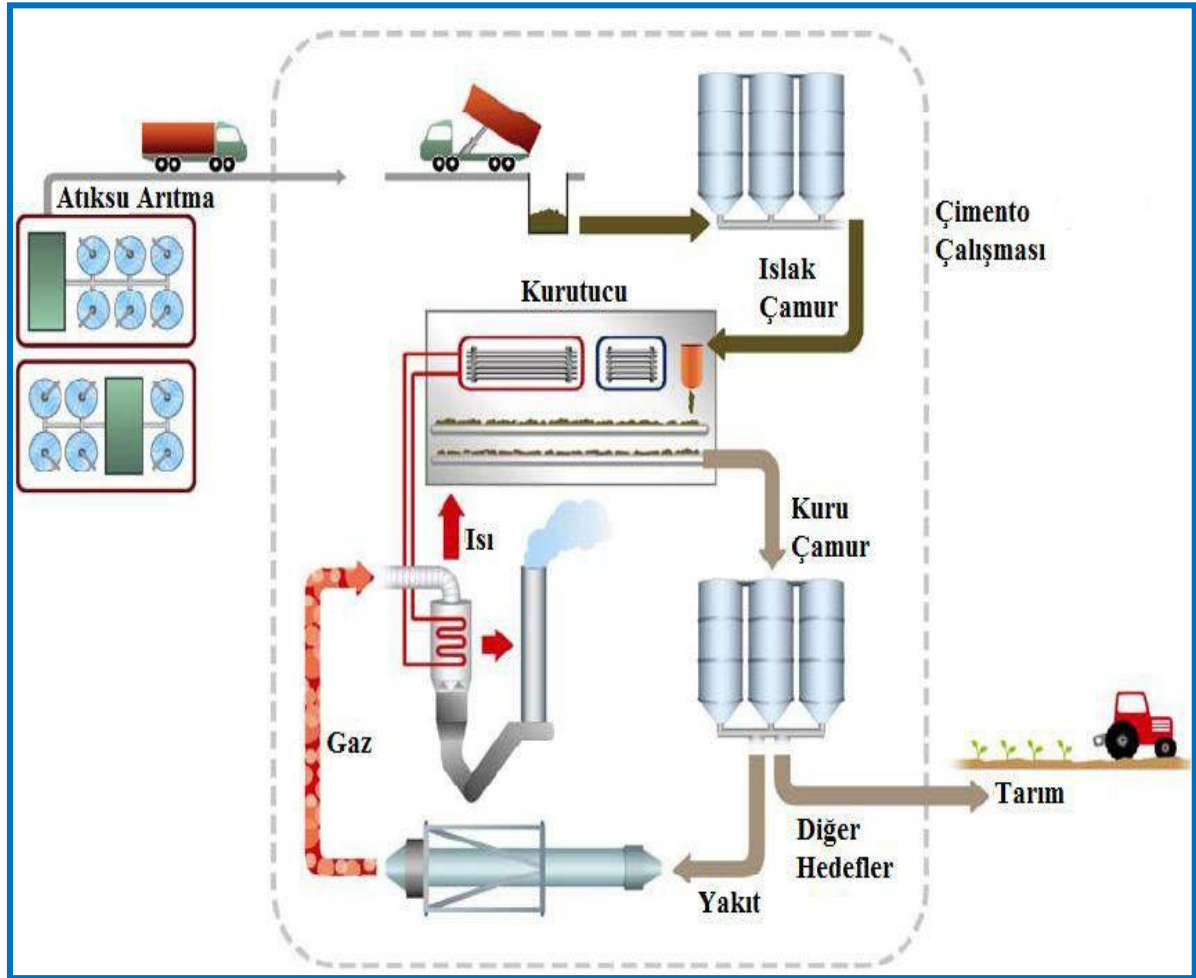 Atıksu Arıtma
Çimento
Çalışması
Islak
Çamur
Kurutucu
Kuru
Çamur
Isı
Gaz
Tarım
Diğer
Hedefler
Yakıt